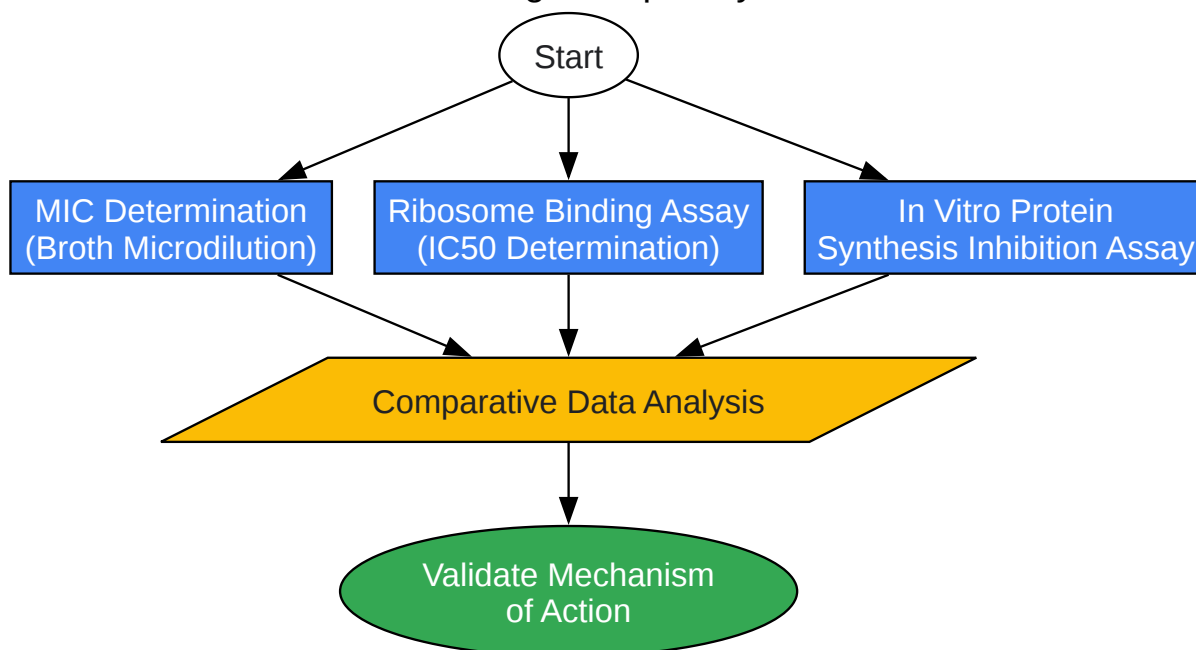 Start
MIC Determination
(Broth Microdilution)
Ribosome Binding Assay
(IC50 Determination)
In Vitro Protein
Synthesis Inhibition Assay
Comparative Data Analysis
Validate Mechanism
of Action